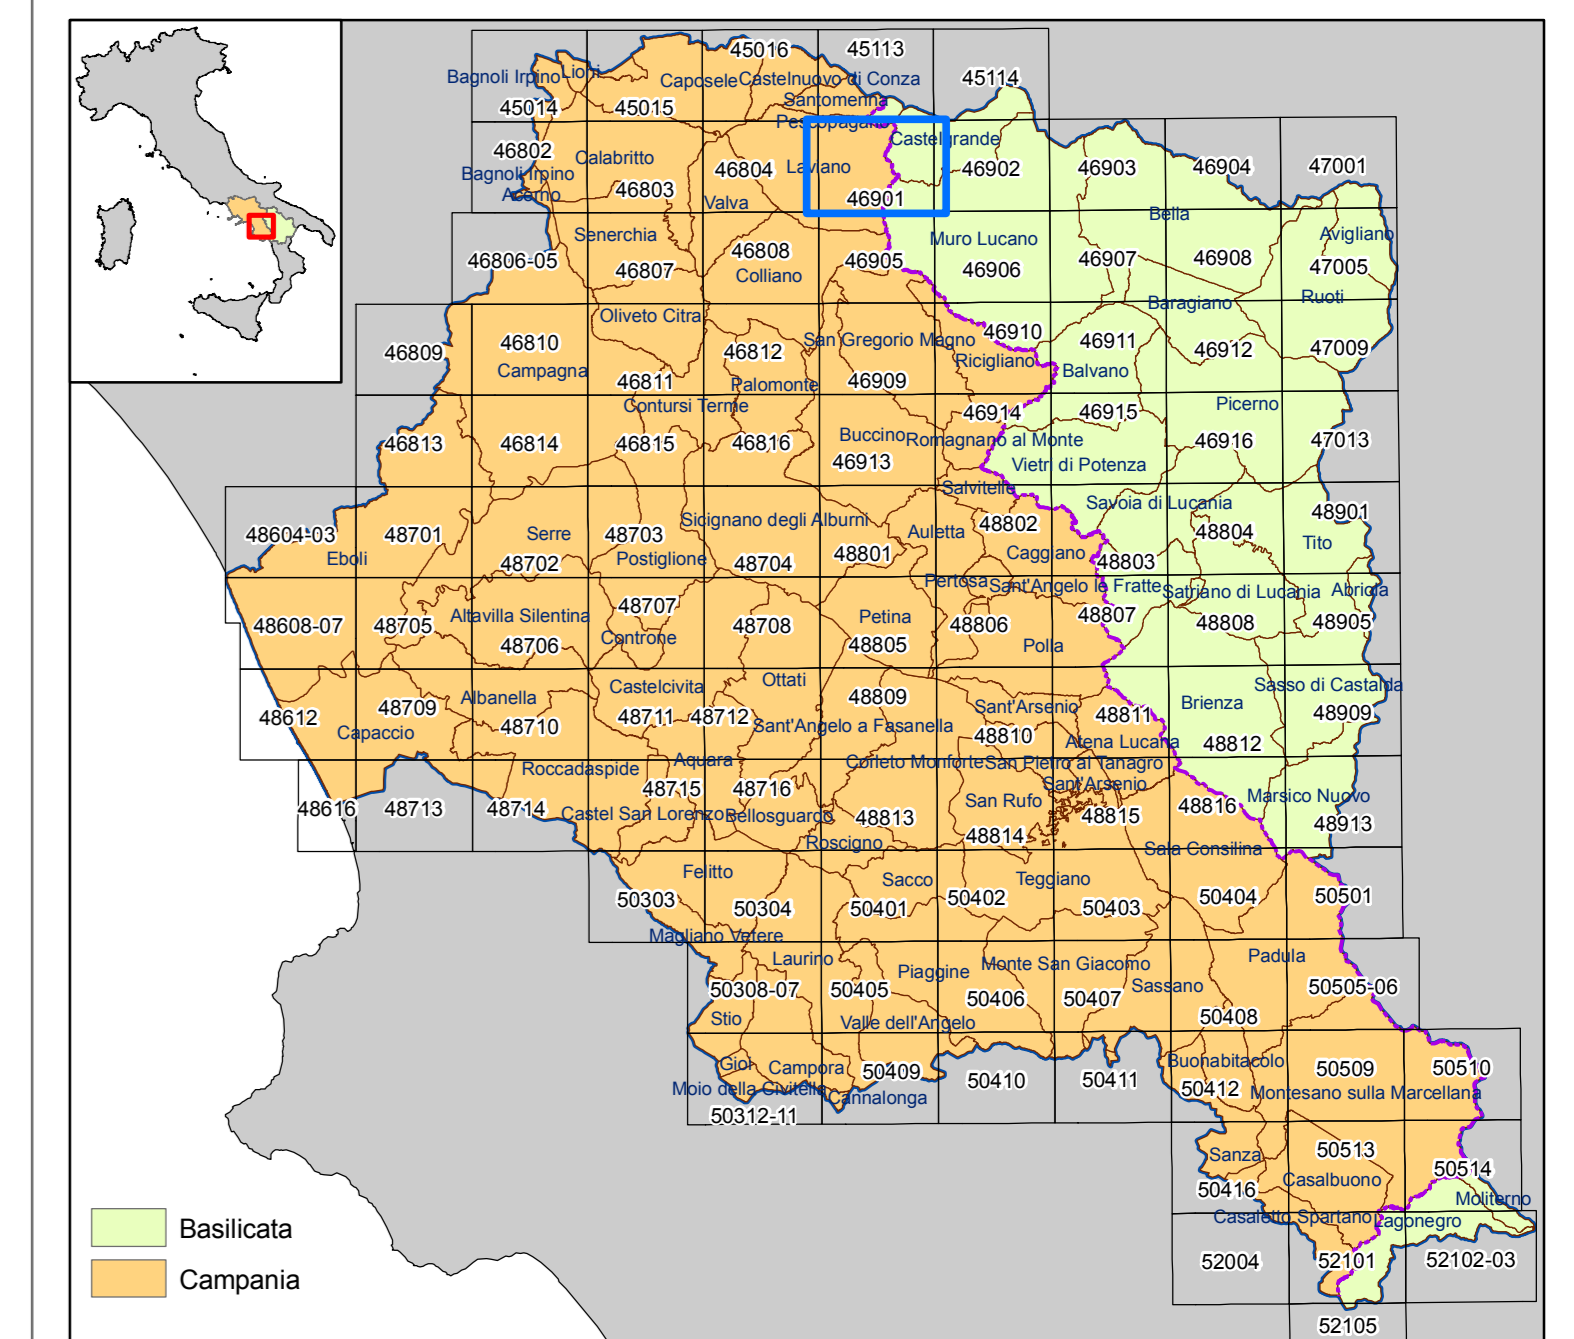 45016
45113
Bagnoli Irpino
Lioni
Caposele
Castelnuovo di Conza
45114
45014
45015
Santomenna
Pescopagano
46802
Calabritto
46804
Laviano
Castelgrande
46902
46903
46904
47001
Bagnoli Irpino
Acerno
46803
Valva
46901
Bella
Senerchia
Muro Lucano
Avigliano
46806-05
46807
46808
Colliano
46905
46906
46907
46908
47005
Oliveto Citra
Baragiano
Ruoti
46809
46810
Campagna
46812
San Gregorio Magno
46910
Ricigliano
46911
Balvano
46912
47009
46811
Palomonte
46909
Contursi Terme
46914
46915
Picerno
46813
46814
46815
46816
Buccino
Romagnano al Monte
46916
47013
46913
Vietri di Potenza
Salvitelle
Savoia di Lucania
48604-03
48701
Serre
48703
Sicignano degli Alburni
Auletta
48802
48804
48901
Eboli
48702
Postiglione
48704
48801
Caggiano
48803
Tito
Pertosa
Sant'Angelo le Fratte
Satriano di Lucania
Abriola
48608-07
48705
Altavilla Silentina
48707
48708
Petina
48806
48807
48808
48905
48706
Controne
48805
Polla
Albanella
Castelcivita
Ottati
48809
Sant'Arsenio
Brienza
Sasso di Castalda
48612
48709
Capaccio
48710
48711
48712
Sant'Angelo a Fasanella
48810
48811
Atena Lucana
48812
48909
Roccadaspide
Aquara
Corleto Monforte
San Pietro al Tanagro
Sant'Arsenio
48616
48713
48714
48715
48716
San Rufo
48816
Marsico Nuovo
Castel San Lorenzo
Bellosguardo
48813
48814
48815
48913
Roscigno
Sala Consilina
Felitto
Sacco
Teggiano
50303
50304
50401
50402
50403
50404
50501
Magliano Vetere
Laurino
Piaggine
Monte San Giacomo
Padula
50308-07
50405
50406
50407
Sassano
50505-06
Stio
Valle dell'Angelo
50408
Gioi
Campora
50409
50410
50411
Buonabitacolo
50509
50510
Moio della Civitella
Cannalonga
50412
Montesano sulla Marcellana
50312-11
Sanza
50513
50514
50416
Casalbuono
Moliterno
Casaletto Spartano
Lagonegro
52004
52101
52102-03
52105
Basilicata
Campania